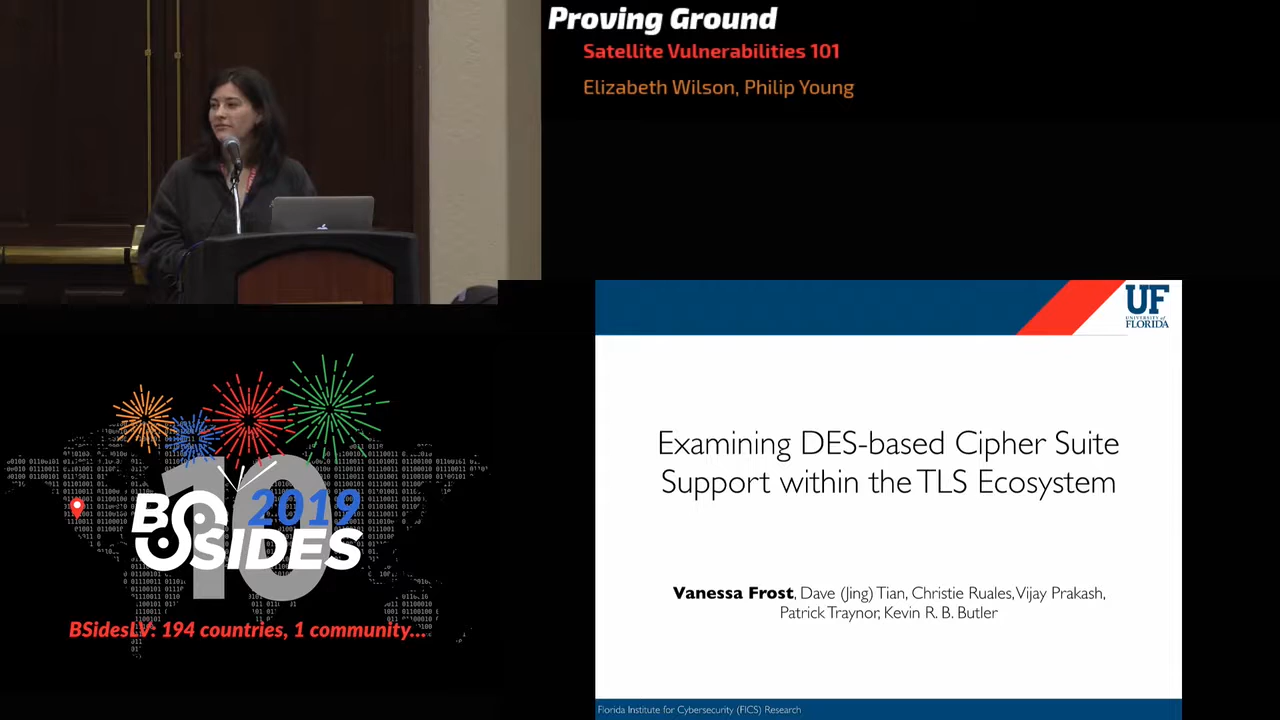 Proving Ground
Satellite Vulnerabilities 101
Elizabeth Wilson, Philip Young
UF
UNIVERSITY of
FLORIDA
Examining DES-based Cipher Suite
Support within the TLS Ecosystem
Vanessa Frost, Dave (Jing) Tian, Christie Ruales, Vijay Prakash,
Patrick Traynor, Kevin R. B. Butler
Florida Institute for Cybersecurity (FICS) Research
10
2019
BSIDES
BSidesLV: 194 countries, 1 community...